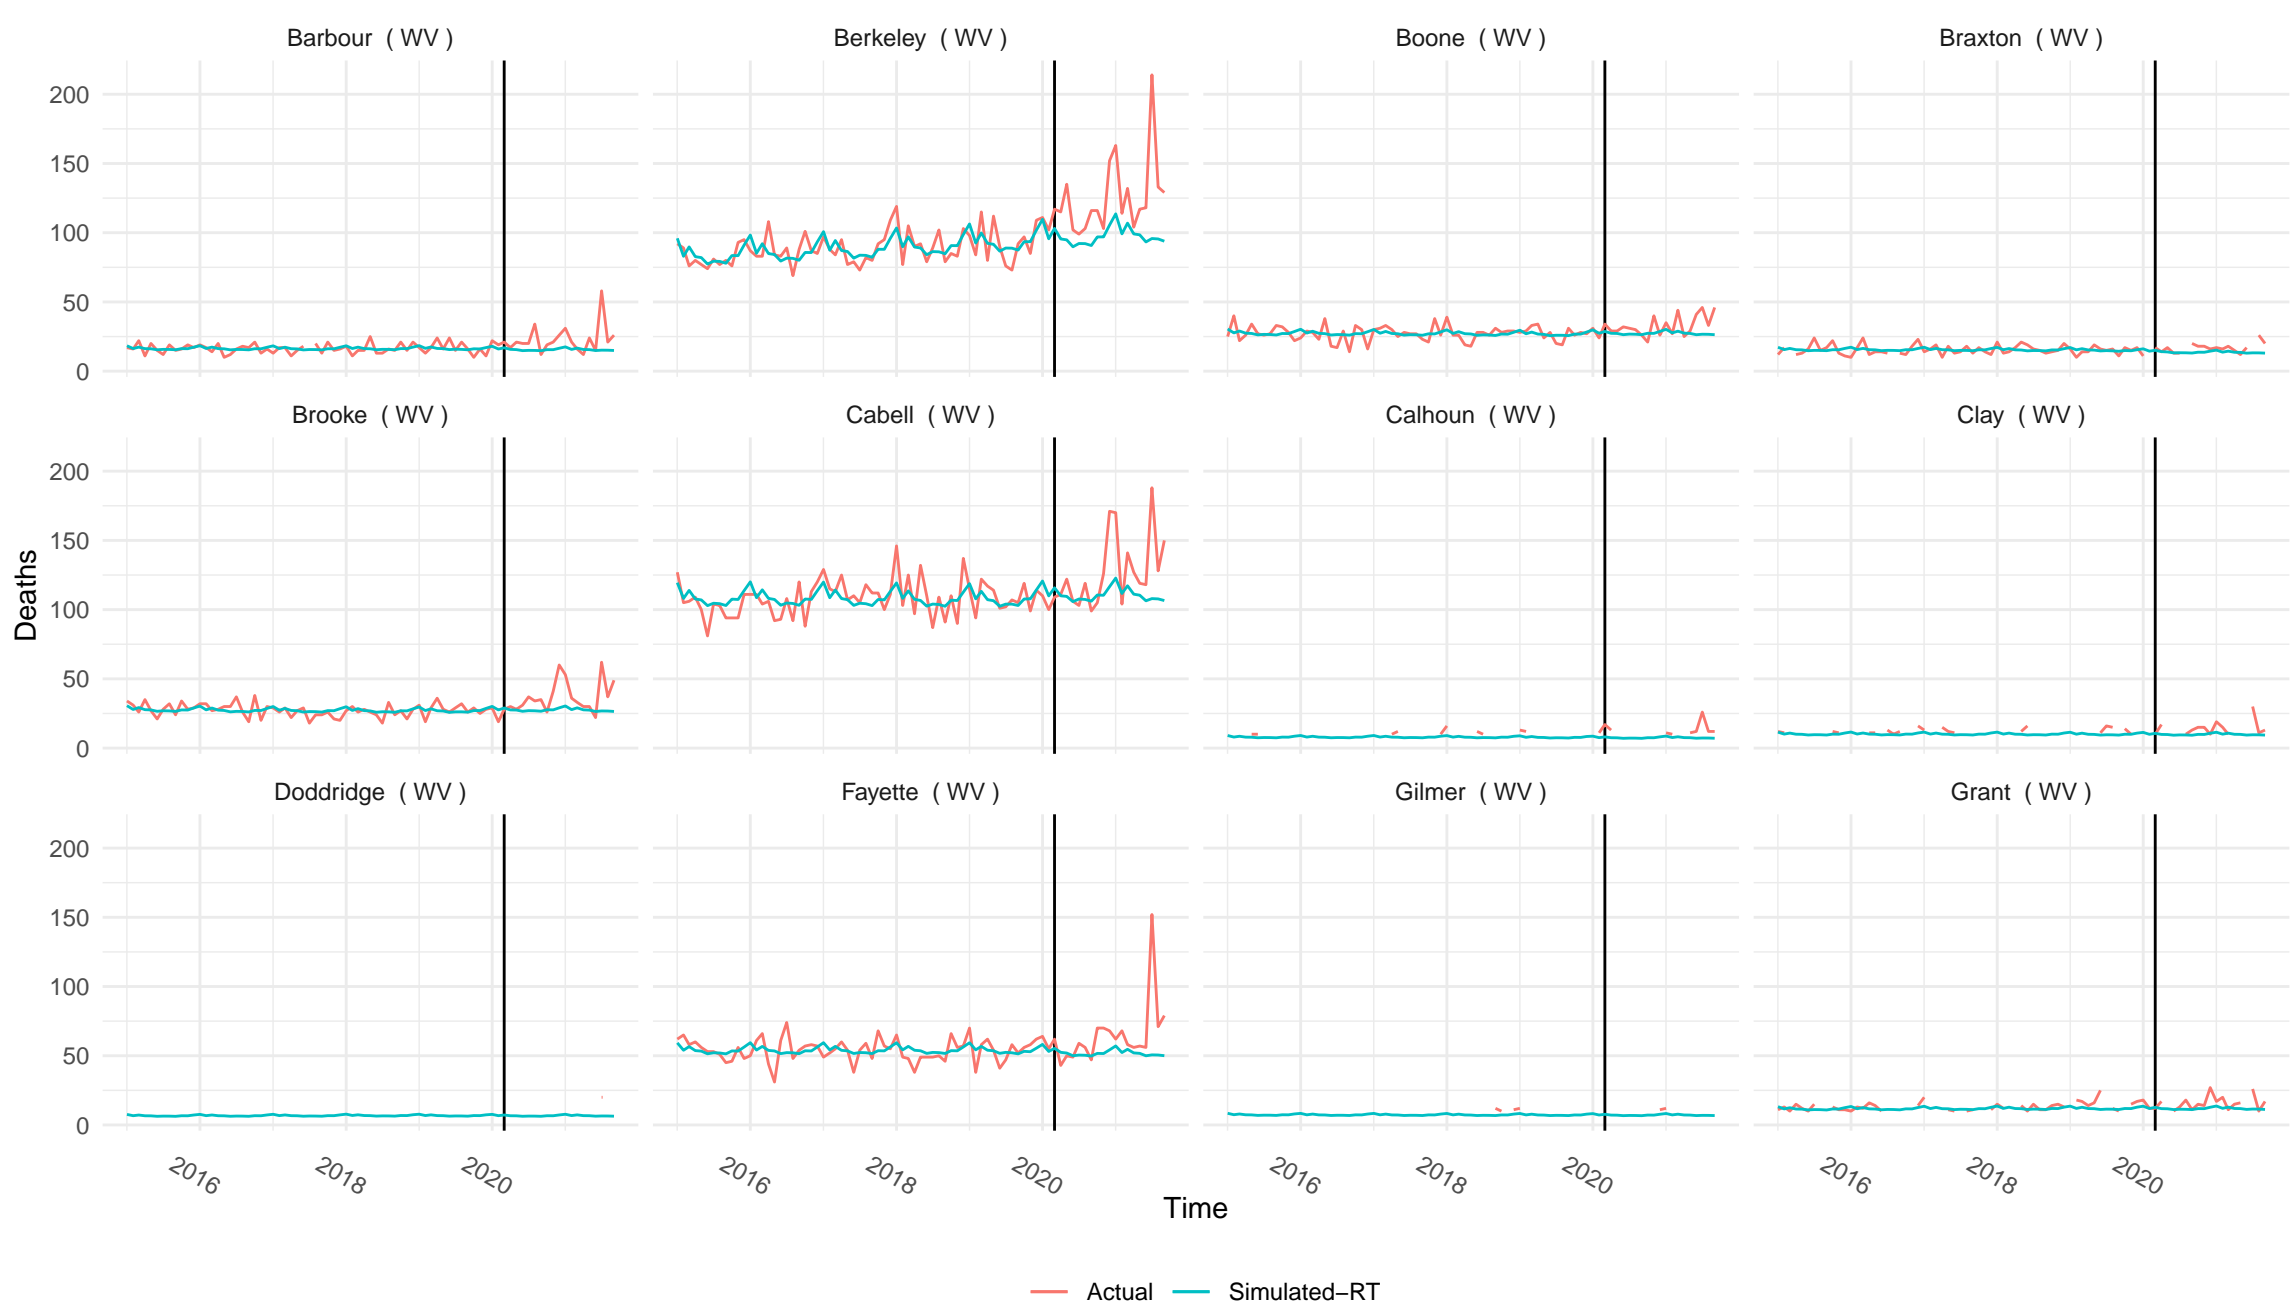 Barbour ( WV )
Berkeley ( WV )
Boone ( WV )
Braxton ( WV )
200
150
100
50
0
Brooke ( WV )
Cabell ( WV )
Calhoun ( WV )
Clay ( WV )
200
150
100
50
0
Deaths
Doddridge ( WV )
Fayette ( WV )
Gilmer ( WV )
Grant ( WV )
200
150
100
50
0
2016 2018 2020 2016 2018 2020 2016 2018 2020 2016 2018 2020
Time
Actual Simulated−RT